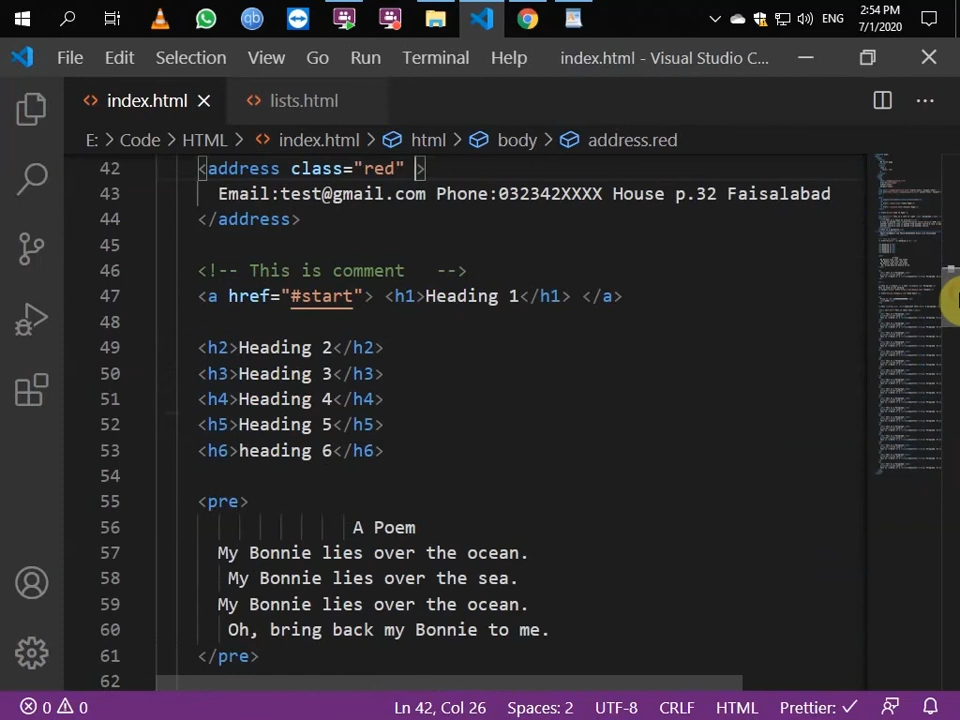 2:54 PM
ENG
7/1/2020
File Edit Selection View Go Run Terminal Help index.html - Visual Studio C...
index.html lists.html
E: > Code > HTML > index.html > html > body > address.red
42 <address class="red" >
43 Email:test@gmail.com Phone:032342XXXX House p.32 Faisalabad
44 </address>
45
46 <!-- This is comment   -->
47 <a href="#start"> <h1>Heading 1</h1> </a>
48
49 <h2>Heading 2</h2>
50 <h3>Heading 3</h3>
51 <h4>Heading 4</h4>
52 <h5>Heading 5</h5>
53 <h6>heading 6</h6>
54
55 <pre>
56 A Poem
57 My Bonnie lies over the ocean.
58 My Bonnie lies over the sea.
59 My Bonnie lies over the ocean.
60 Oh, bring back my Bonnie to me.
61 </pre>
62
0 0 Ln 42, Col 26 Spaces: 2 UTF-8 CRLF HTML Prettier: ✓